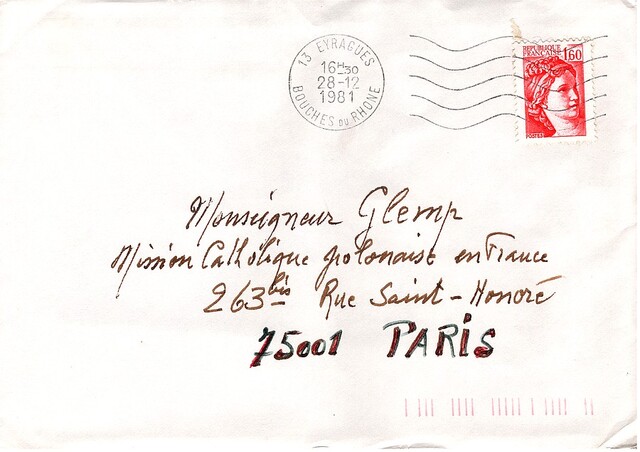 13 EYRAGUES
16H30
28-12
1981
BOUCHES DU RHONE
REPUBLIQUE
FRANCAISE
1,60
POSTES
Monseigneur Glemp
Mission Catholique polonaise en France
263bis Rue Saint-Honoré
75001 PARIS